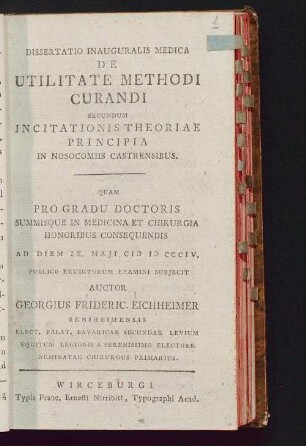 1
DISSERTATIO INAUGURALIS MEDICA
DE
UTILITATE METHODI
CURANDI
SECUNDUM
INCITATIONIS THEORIAE
PRINCIPIA
IN NOSOCOMIIS CASTRENSIBUS.
QUAM
PRO GRADU DOCTORIS
SUMMISQUE IN MEDICINA ET CHIRURGIA
HONORIBUS CONSEQUENDIS
AD DIEM IX. MAJI CIƆ IƆ CCCIV.
PUBLICO ERUDITORUM EXAMINI SUBJECIT
AUCTOR
GEORGIUS FRIDERIC. EICHHEIMER
BENSHEIMENSIS
ELECT. PALAT. BAVARICAE SECUNDAE LEVIUM
EQUITUM LEGIONIS A SERENISSIMO ELECTORE
NOMINATAE CHIRURGUS PRIMARIUS.
WIRCEBURGI
Typis Franc. Ernesti Nitribitt, Typographi Acad.